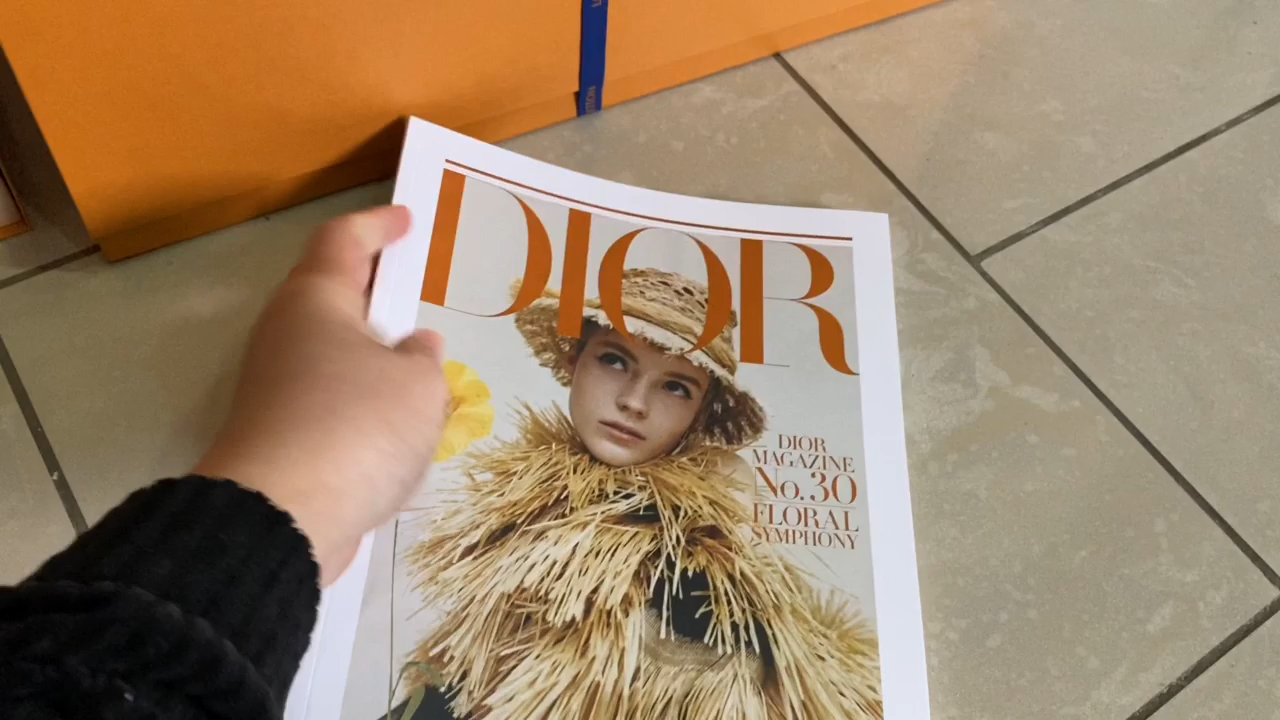 DIOR
DIOR
MAGAZINE
No. 30
FLORAL
SYMPHONY